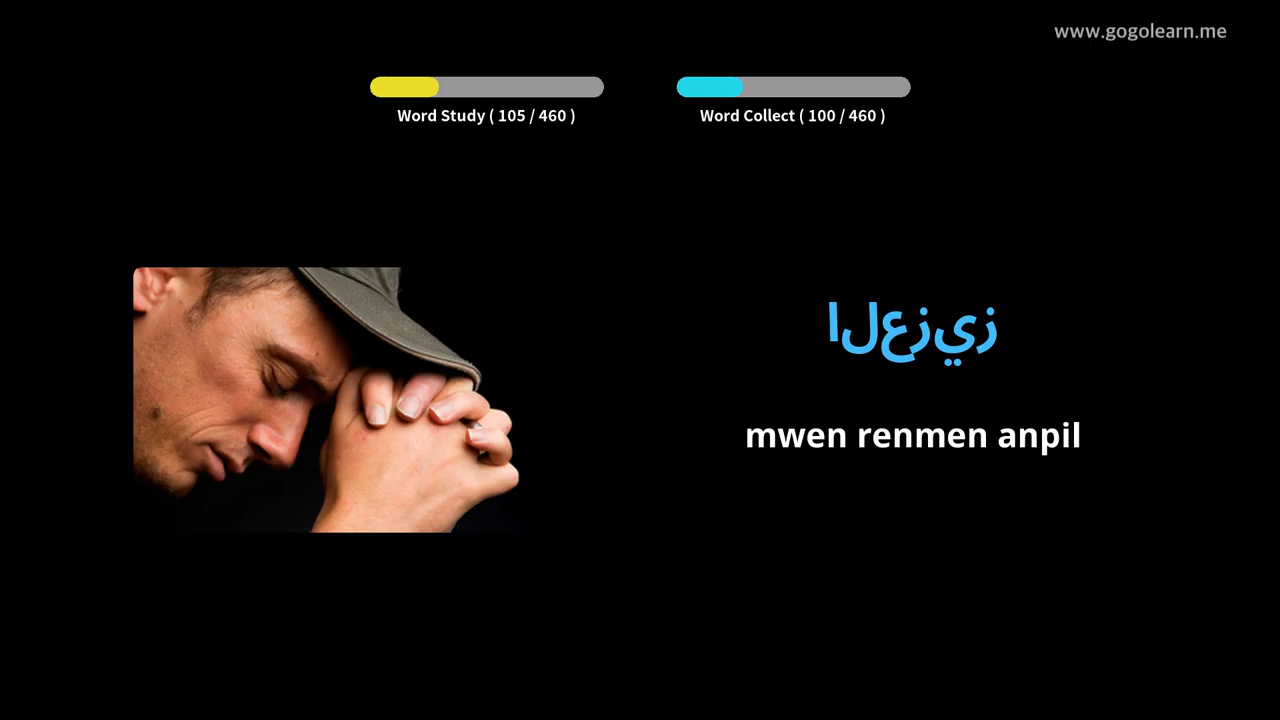 www.gogolearn.me
Word Study ( 105 / 460 )
Word Collect ( 100 / 460 )
العزيز
mwen renmen anpil